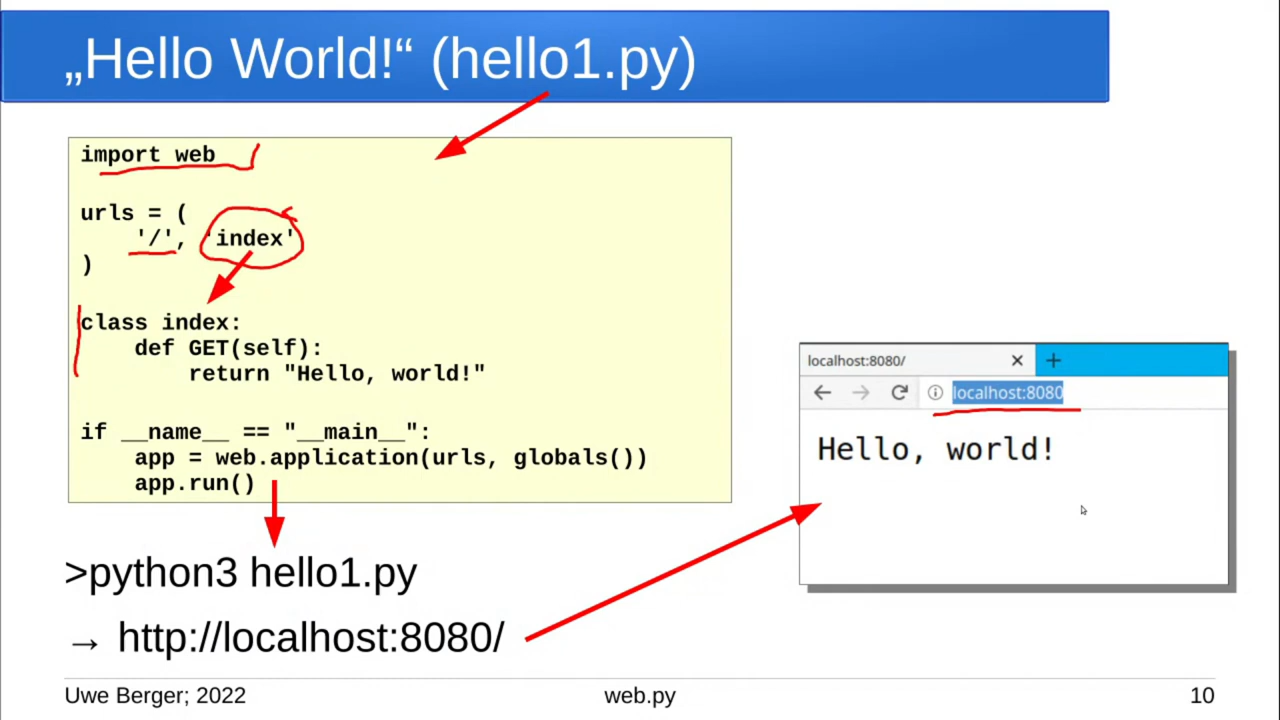 „Hello World!“ (hello1.py)
import web
urls = (
    '/', 'index'
)
class index:
    def GET(self):
        return "Hello, world!"
if __name__ == "__main__":
    app = web.application(urls, globals())
    app.run()
>python3 hello1.py
→ http://localhost:8080/
localhost:8080/
localhost:8080
Hello, world!
Uwe Berger; 2022
web.py
10